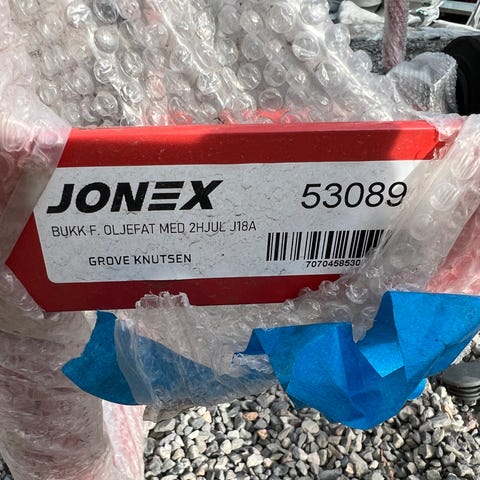 JONEX 53089
BUKK F. OLJEFAT MED 2HJUL J18A
GROVE KNUTSEN